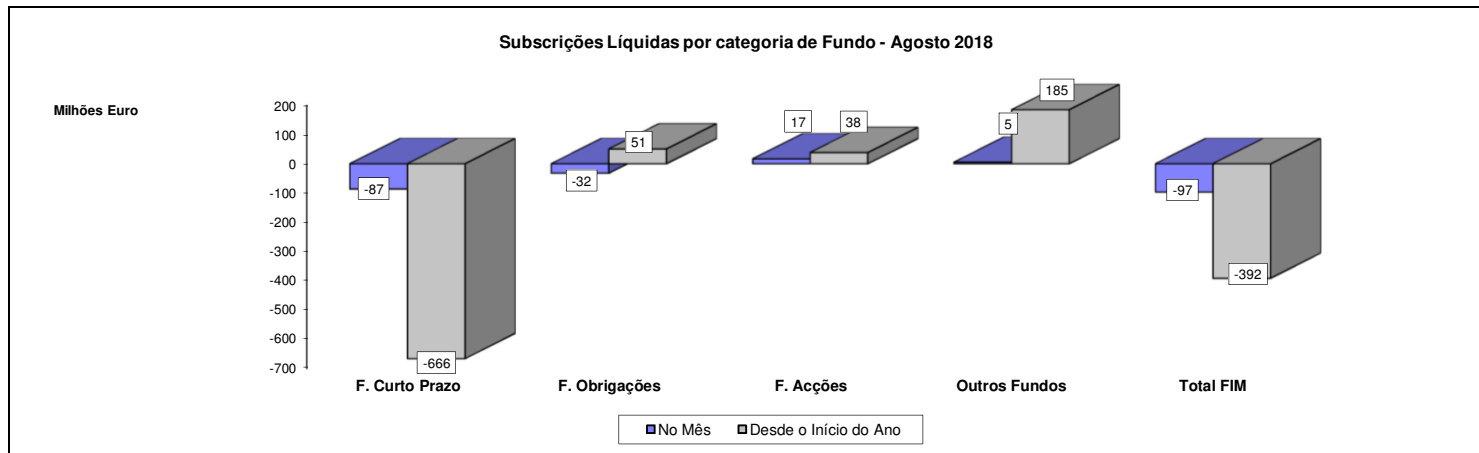 Subscrições Líquidas por categoria de Fundo - Agosto 2018
Milhões Euro
200
100
0
-100
-200
-300
-400
-500
-600
-700
-87
-666
-32
51
17
38
5
185
-97
-392
F. Curto Prazo
F. Obrigações
F. Acções
Outros Fundos
Total FIM
No Mês
Desde o Início do Ano